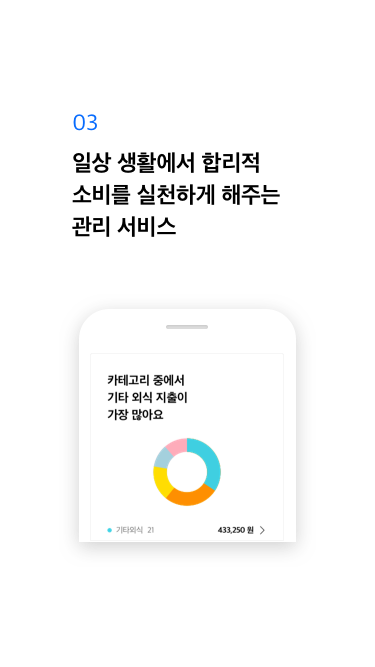 03
일상 생활에서 합리적
소비를 실천하게 해주는
관리 서비스
카테고리 중에서
기타 외식 지출이
가장 많아요
기타외식 21 433,250 원